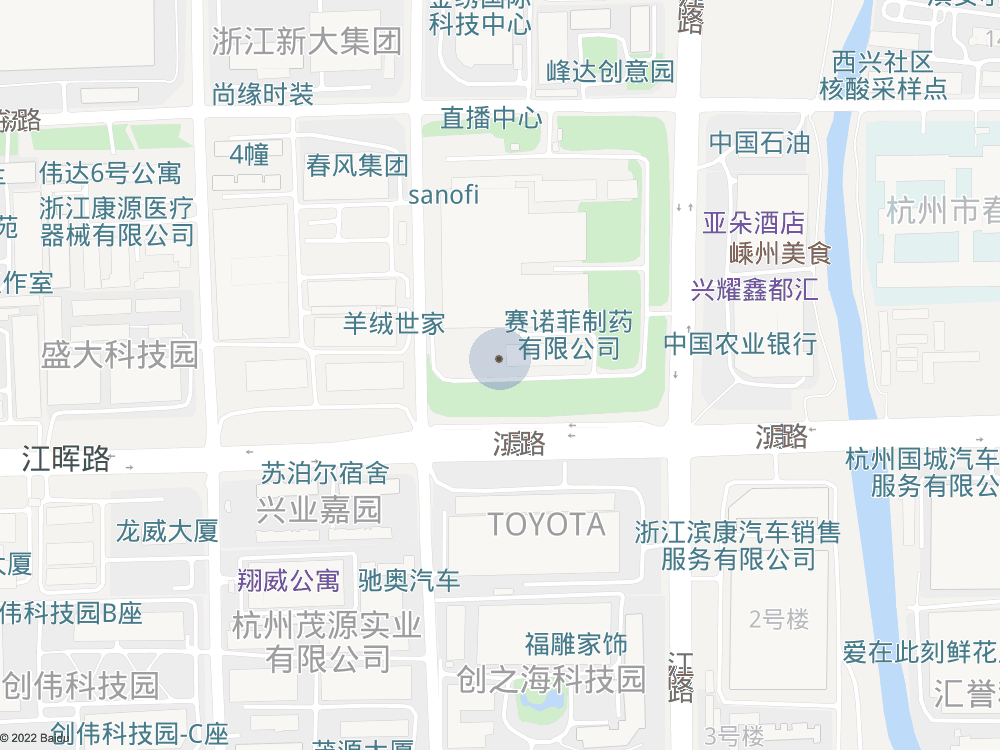 金绣国际
科技中心
浙江新大集团
峰达创意园
西兴社区
核酸采样点
尚缘时装
直播中心
路
中国石油
4幢
春风集团
伟达6号公寓
sanofi
浙江康源医疗
器械有限公司
杭州市春
苑
亚朵酒店
嵊州美食
作室
兴耀鑫都汇
羊绒世家
赛诺菲制药
有限公司
中国农业银行
盛大科技园
江晖路
路
路
苏泊尔宿舍
杭州国城汽车
服务有限公
兴业嘉园
龙威大厦
TOYOTA
浙江滨康汽车销售
服务有限公司
大厦
翔威公寓
驰奥汽车
伟科技园B座
杭州茂源实业
有限公司
2号楼
福雕家饰
爱在此刻鲜花
创伟科技园
创之海科技园
江
路
汇誉
创伟科技园-C座
茂源大厦
3号楼
© 2022 Baidu